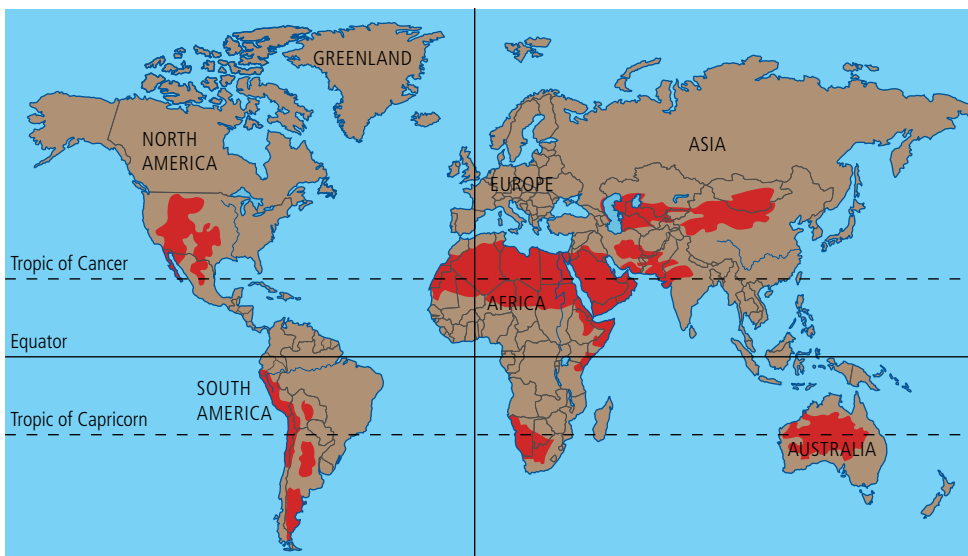 GREENLAND
NORTH
AMERICA
ASIA
EUROPE
Tropic of Cancer
AFRICA
Equator
SOUTH
AMERICA
Tropic of Capricorn
AUSTRALIA